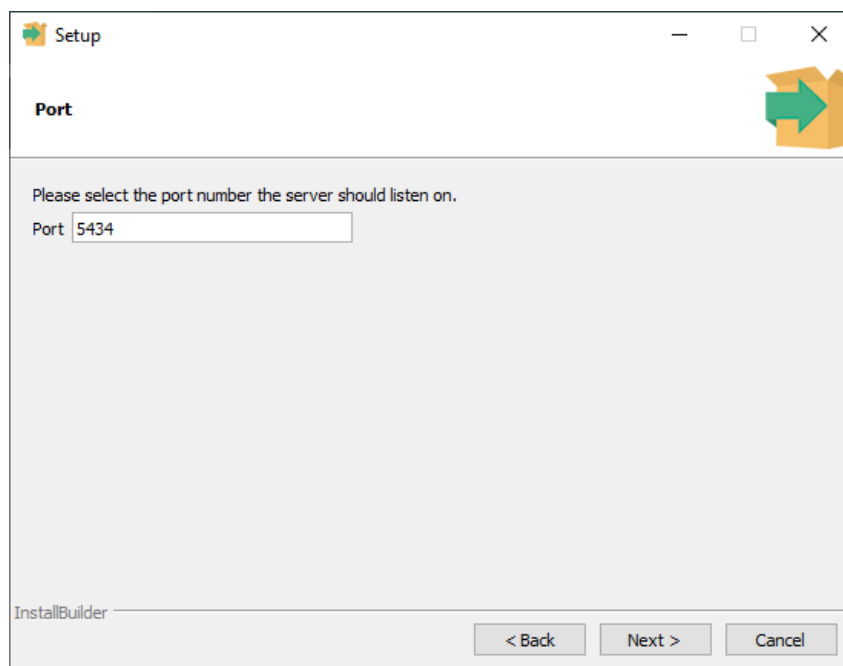 Setup
Port
Please select the port number the server should listen on.
Port 5434
InstallBuilder
< Back Next > Cancel